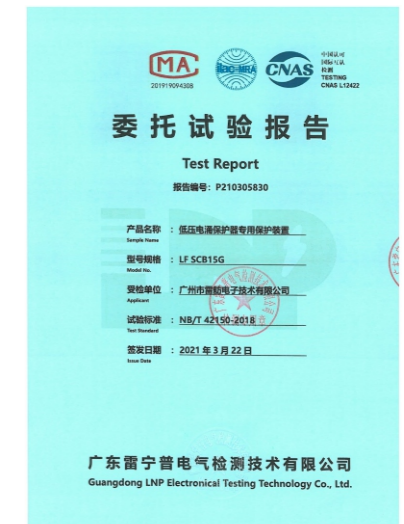 MA
ilac-MRA
CNAS
中国认可
国际互认
检测
TESTING
CNAS L12422
201919094308
委托试验报告
Test Report
报告编号：P210305830
产品名称 ：低压电涌保护器专用保护装置
Sample Name
型号规格 ：LF SCB15G
Model No.
受检单位 ：广州市雷肪电子技术有限公司
Applicant
试验标准 ：NB/T 42150-2018
Test Standard
签发日期 ：2021 年 3 月 22 日
Issue Date
广东雷宁普电气检测技术有限公司
Guangdong LNP Electronical Testing Technology Co., Ltd.